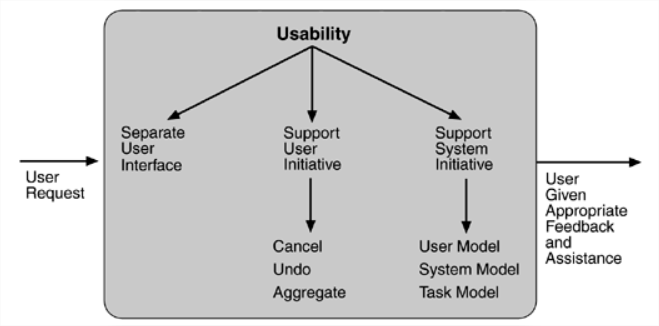 Usability
Separate
User
Interface
Support
User
Initiative
Support
System
Initiative
User
Request
User
Given
Appropriate
Feedback
and
Assistance
Cancel
Undo
Aggregate
User Model
System Model
Task Model